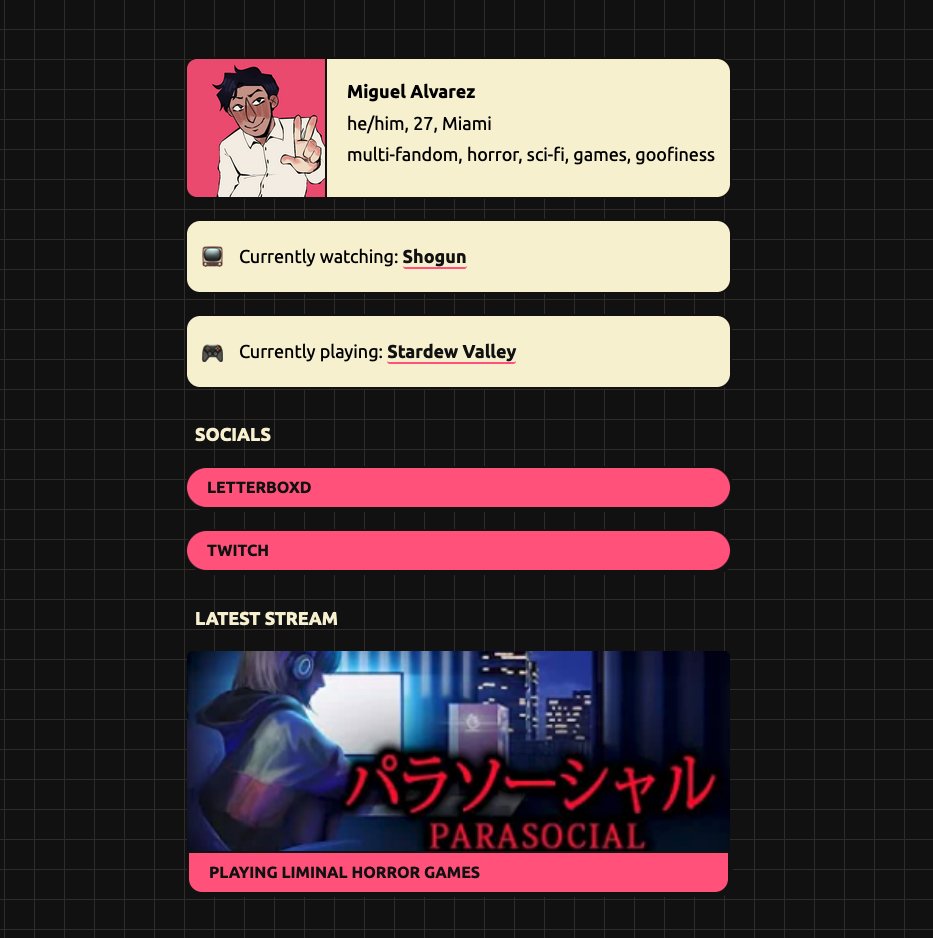 Miguel Alvarez
he/him, 27, Miami
multi-fandom, horror, sci-fi, games, goofiness
Currently watching: Shogun
Currently playing: Stardew Valley
SOCIALS
LETTERBOXD
TWITCH
LATEST STREAM
パラソーシャル
PARASOCIAL
PLAYING LIMINAL HORROR GAMES